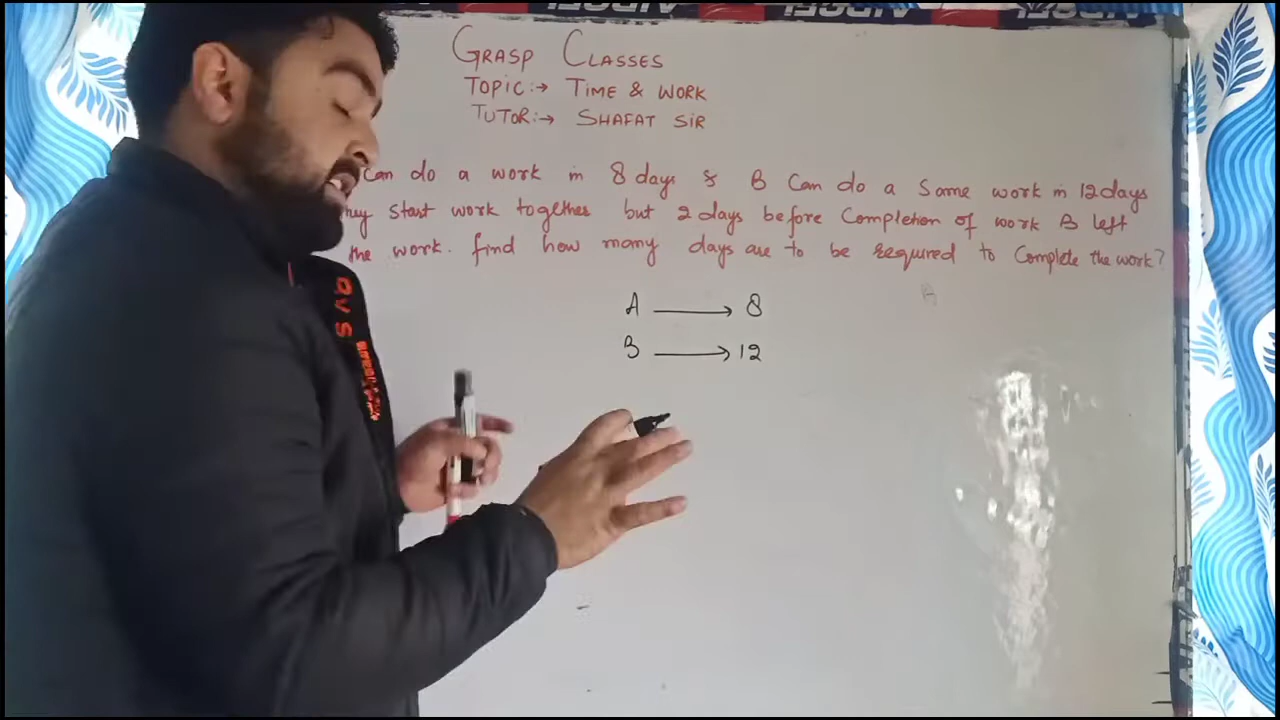 GRASP CLASSES
TOPIC:→ TIME & WORK
TUTOR:→ SHAFAT SIR
Can do a work in 8 days & B Can do a Same work in 12 days
start work together but 2 days before Completion of work B left
the work. find how many days are to be required to Complete the work?
A → 8
B → 12